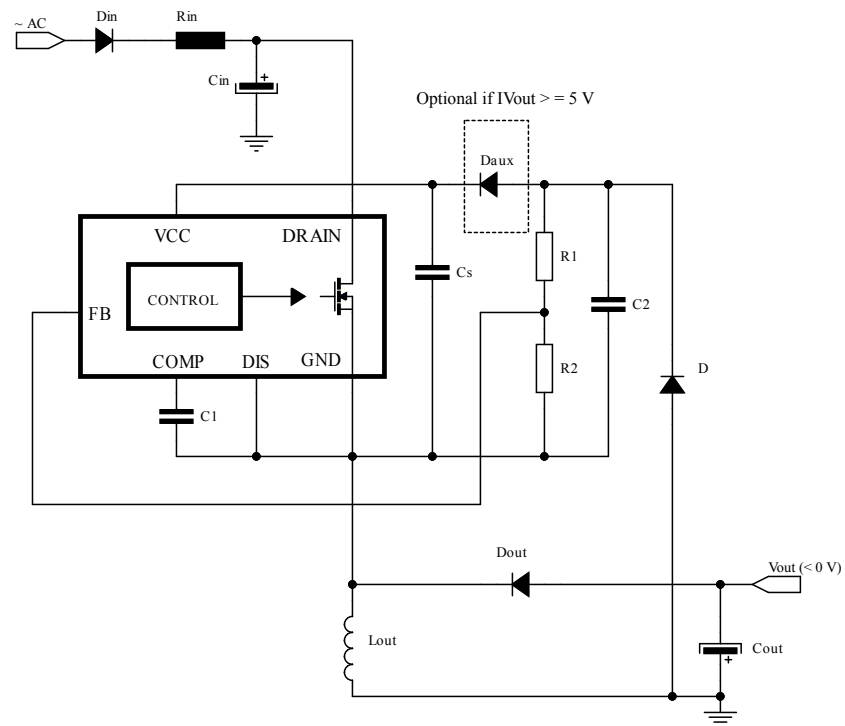 ~ AC
Din
Rin
Cin
+
Optional if IVout > = 5 V
Daux
VCC
DRAIN
R1
Cs
CONTROL
C2
FB
COMP
DIS
GND
R2
D
C1
Dout
Vout (< 0 V)
Lout
Cout
+